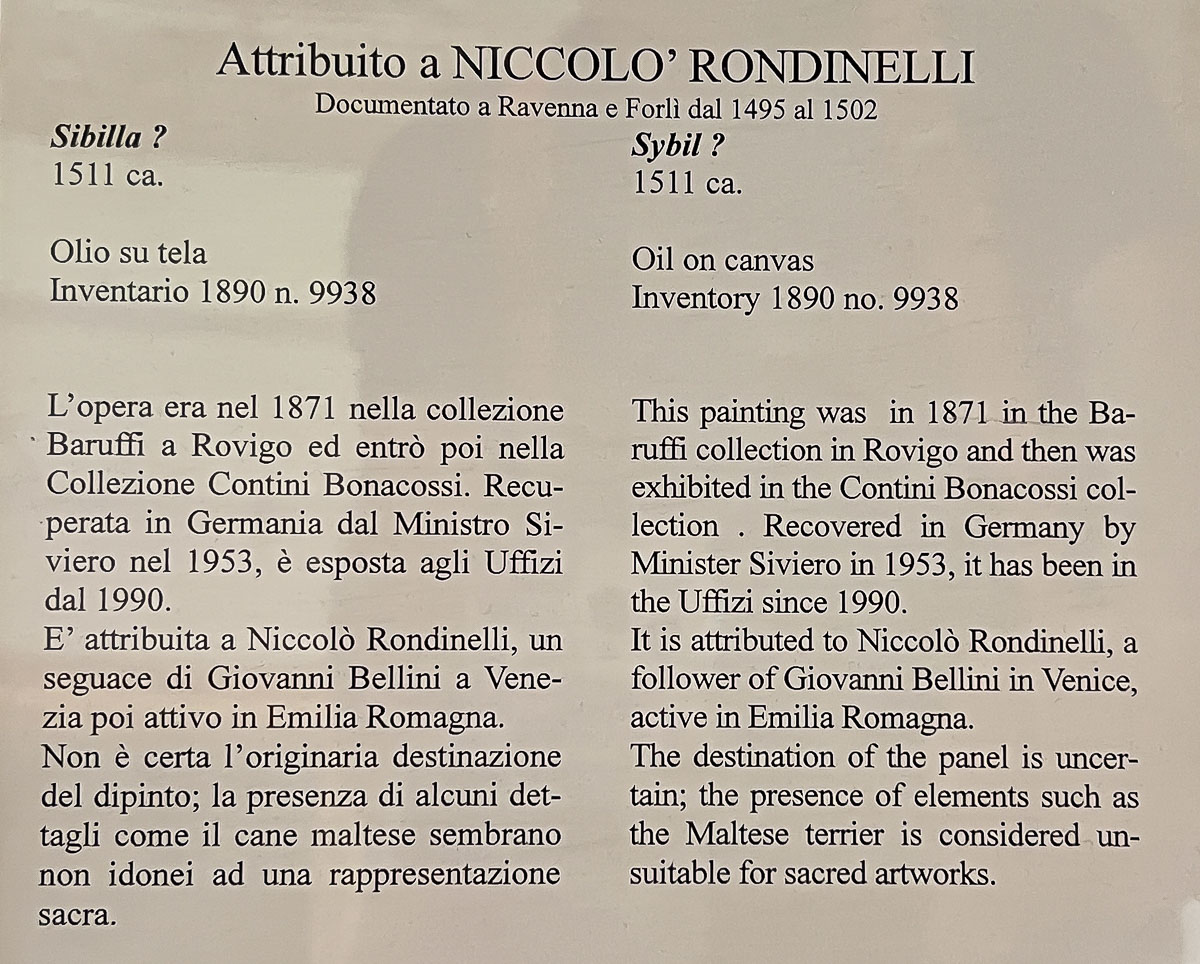 Attribuito a NICCOLO’ RONDINELLI
Documentato a Ravenna e Forlì dal 1495 al 1502
Sibilla ?
1511 ca.
Olio su tela
Inventario 1890 n. 9938
L’opera era nel 1871 nella collezione
Baruffi a Rovigo ed entrò poi nella
Collezione Contini Bonacossi. Recu-
perata in Germania dal Ministro Si-
viero nel 1953, è esposta agli Uffizi
dal 1990.
E’ attribuita a Niccolò Rondinelli, un
seguace di Giovanni Bellini a Vene-
zia poi attivo in Emilia Romagna.
Non è certa l’originaria destinazione
del dipinto; la presenza di alcuni det-
tagli come il cane maltese sembrano
non idonei ad una rappresentazione
sacra.
Sybil ?
1511 ca.
Oil on canvas
Inventory 1890 no. 9938
This painting was  in 1871 in the Ba-
ruffi collection in Rovigo and then was
exhibited in the Contini Bonacossi col-
lection . Recovered in Germany by
Minister Siviero in 1953, it has been in
the Uffizi since 1990.
It is attributed to Niccolò Rondinelli, a
follower of Giovanni Bellini in Venice,
active in Emilia Romagna.
The destination of the panel is uncer-
tain; the presence of elements such as
the Maltese terrier is considered un-
suitable for sacred artworks.